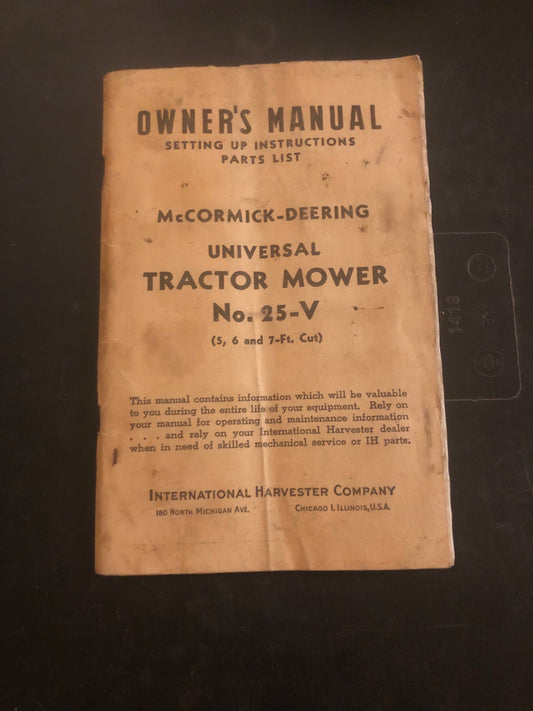 OWNER'S MANUAL
SETTING UP INSTRUCTIONS
PARTS LIST
McCORMICK-DEERING
UNIVERSAL
TRACTOR MOWER
No. 25-V
(5, 6 and 7-Ft. Cut)
This manual contains information which will be valuable
to you during the entire life of your equipment. Rely on
your manual for operating and maintenance information
. . . and rely on your International Harvester dealer
when in need of skilled mechanical service or IH parts.
INTERNATIONAL HARVESTER COMPANY
180 NORTH MICHIGAN AVE. CHICAGO 1, ILLINOIS, U.S.A.